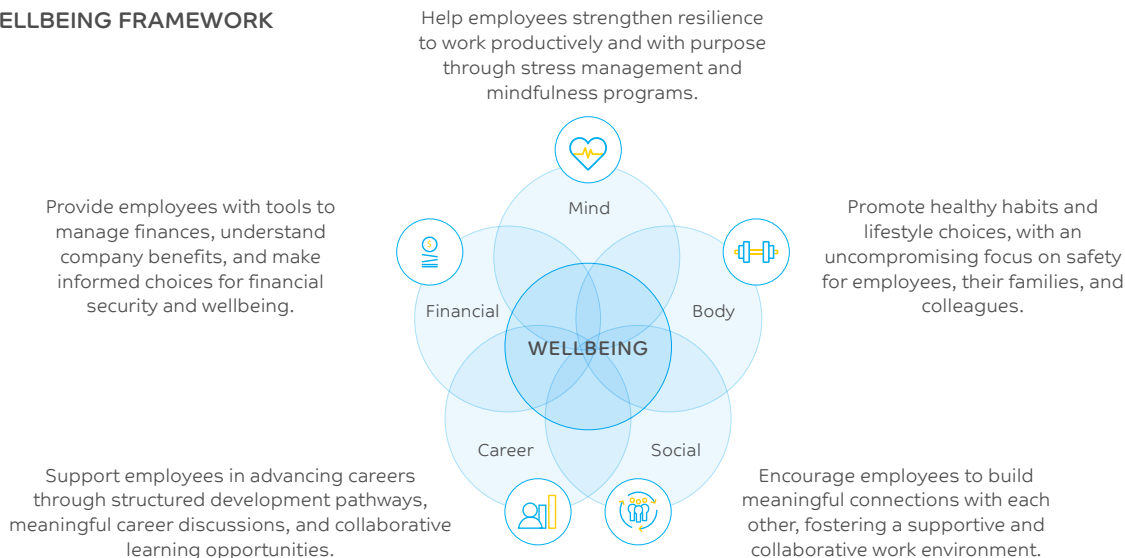 ELLBEING FRAMEWORK
Help employees strengthen resilience
to work productively and with purpose
through stress management and
mindfulness programs.
Mind
Provide employees with tools to
manage finances, understand
company benefits, and make
informed choices for financial
security and wellbeing.
Financial
Promote healthy habits and
lifestyle choices, with an
uncompromising focus on safety
for employees, their families, and
colleagues.
Body
WELLBEING
Career
Social
Support employees in advancing careers
through structured development pathways,
meaningful career discussions, and collaborative
learning opportunities.
Encourage employees to build
meaningful connections with each
other, fostering a supportive and
collaborative work environment.
$